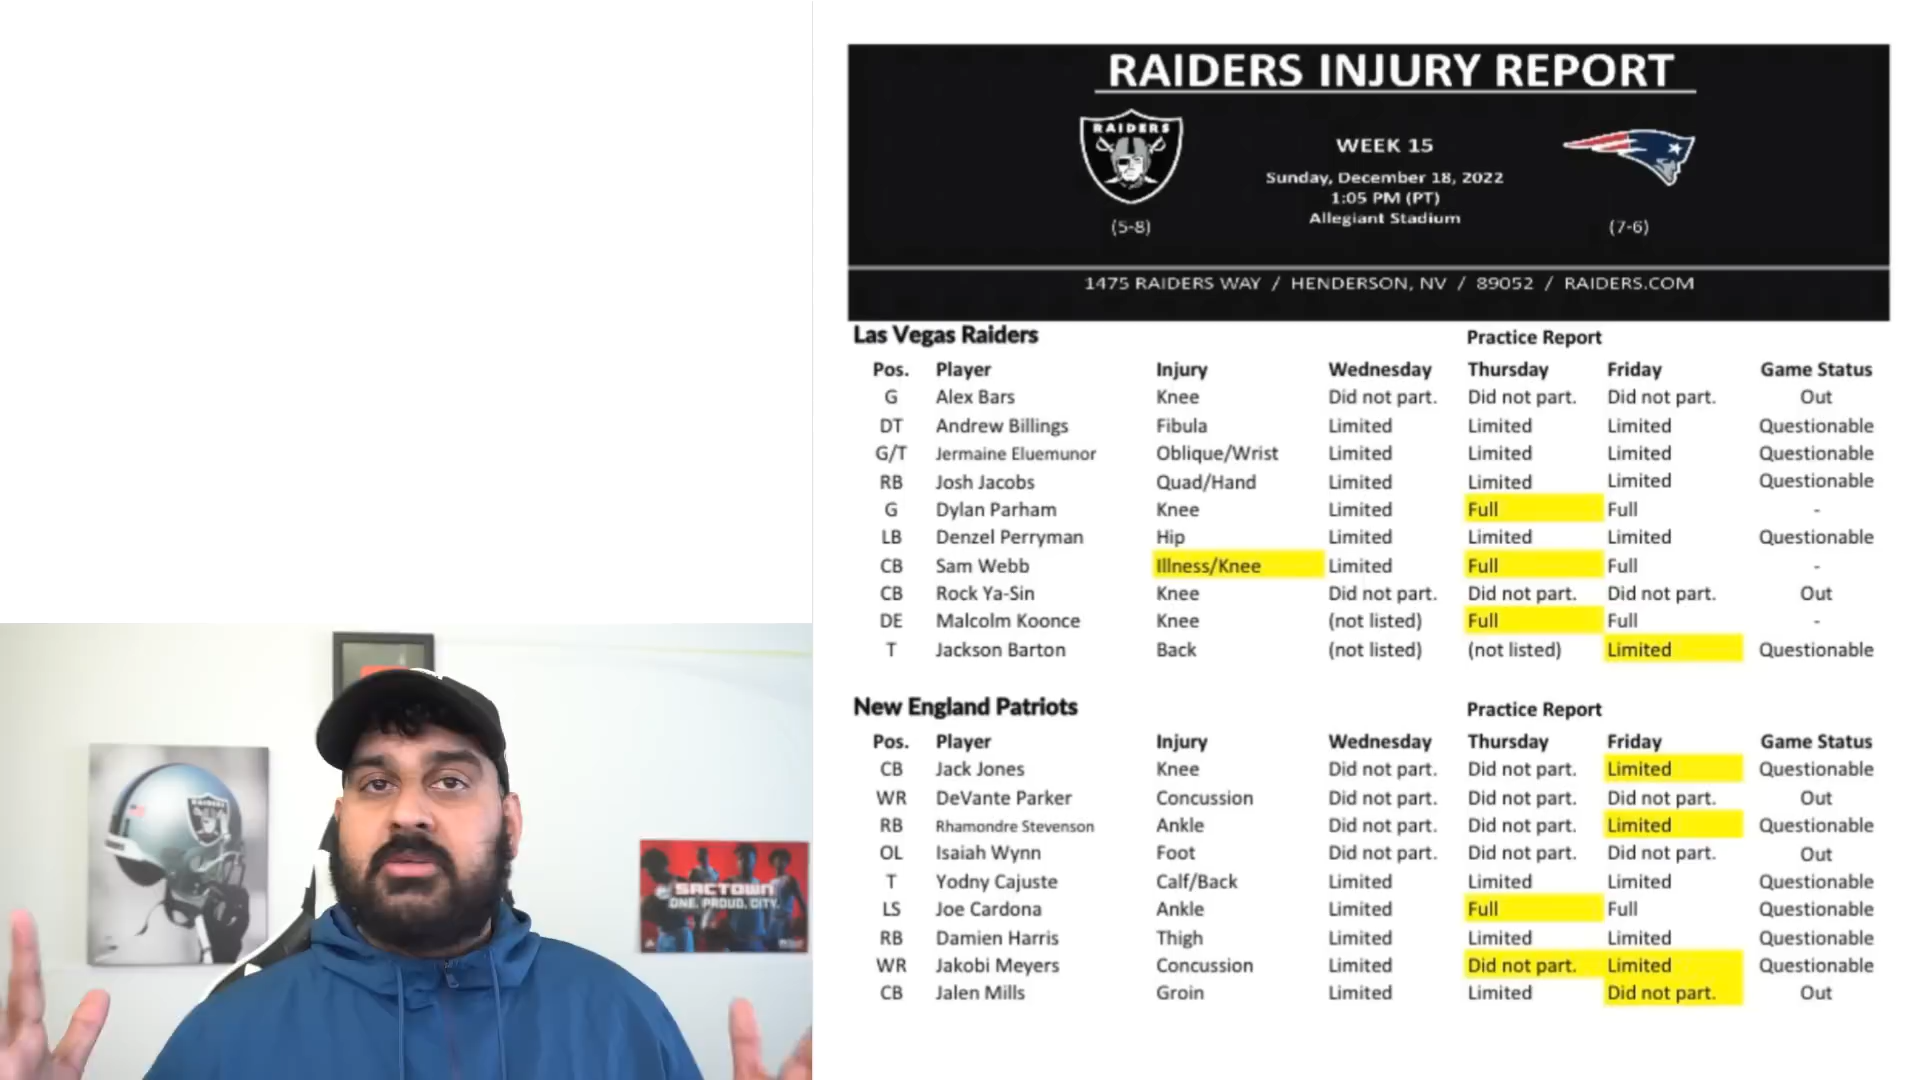 RAIDERS INJURY REPORT
RAIDERS
WEEK 15
Sunday, December 18, 2022
1:05 PM (PT)
Allegiant Stadium
(5-8)
(7-6)
1475 RAIDERS WAY / HENDERSON, NV / 89052 / RAIDERS.COM
Las Vegas Raiders Practice Report
Pos. Player Injury Wednesday Thursday Friday Game Status
G Alex Bars Knee Did not part. Did not part. Did not part. Out
DT Andrew Billings Fibula Limited Limited Limited Questionable
G/T Jermaine Eluemunor Oblique/Wrist Limited Limited Limited Questionable
RB Josh Jacobs Quad/Hand Limited Limited Limited Questionable
G Dylan Parham Knee Limited Full Full -
LB Denzel Perryman Hip Limited Limited Limited Questionable
CB Sam Webb Illness/Knee Limited Full Full -
CB Rock Ya-Sin Knee Did not part. Did not part. Did not part. Out
DE Malcolm Koonce Knee (not listed) Full Full -
T Jackson Barton Back (not listed) (not listed) Limited Questionable
New England Patriots Practice Report
Pos. Player Injury Wednesday Thursday Friday Game Status
CB Jack Jones Knee Did not part. Did not part. Limited Questionable
WR DeVante Parker Concussion Did not part. Did not part. Did not part. Out
RB Rhamondre Stevenson Ankle Did not part. Did not part. Limited Questionable
OL Isaiah Wynn Foot Did not part. Did not part. Did not part. Out
T Yodny Cajuste Calf/Back Limited Limited Limited Questionable
LS Joe Cardona Ankle Limited Full Full Questionable
RB Damien Harris Thigh Limited Limited Limited Questionable
WR Jakobi Meyers Concussion Limited Did not part. Limited Questionable
CB Jalen Mills Groin Limited Limited Did not part. Out
RAIDERS
SACTOWN
ONE. PROUD. CITY.